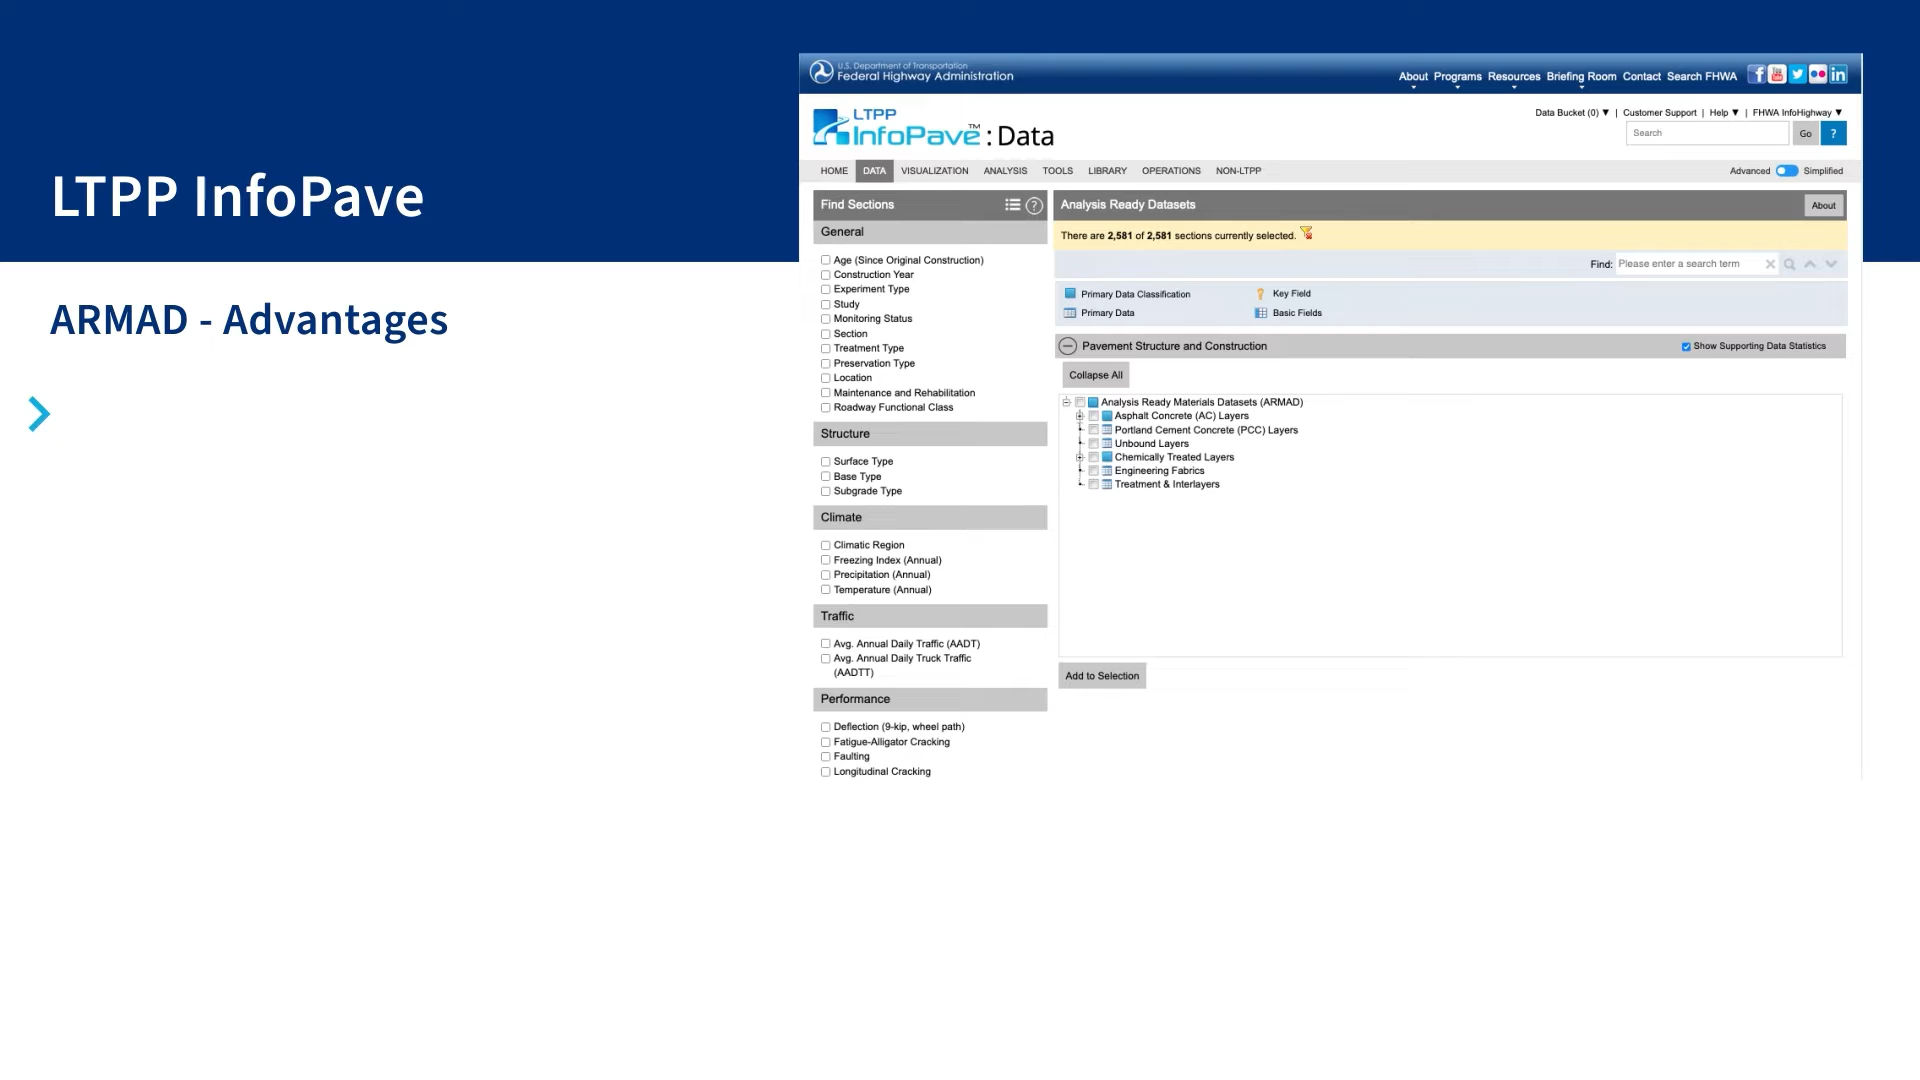 LTPP InfoPave
ARMAD - Advantages
U.S. Department of Transportation
Federal Highway Administration
About Programs Resources Briefing Room Contact Search FHWA
LTPP
InfoPave™ : Data
Data Bucket (0) ▼ | Customer Support | Help ▼ | FHWA InfoHighway ▼
Search Go ?
HOME DATA VISUALIZATION ANALYSIS TOOLS LIBRARY OPERATIONS NON-LTPP
Advanced Simplified
Find Sections ?
General
Age (Since Original Construction)
Construction Year
Experiment Type
Study
Monitoring Status
Section
Treatment Type
Preservation Type
Location
Maintenance and Rehabilitation
Roadway Functional Class
Structure
Surface Type
Base Type
Subgrade Type
Climate
Climatic Region
Freezing Index (Annual)
Precipitation (Annual)
Temperature (Annual)
Traffic
Avg. Annual Daily Traffic (AADT)
Avg. Annual Daily Truck Traffic
(AADTT)
Performance
Deflection (9-kip, wheel path)
Fatigue-Alligator Cracking
Faulting
Longitudinal Cracking
Analysis Ready Datasets About
There are 2,581 of 2,581 sections currently selected.
Find: Please enter a search term
Primary Data Classification Key Field
Primary Data Basic Fields
Pavement Structure and Construction Show Supporting Data Statistics
Collapse All
Analysis Ready Materials Datasets (ARMAD)
Asphalt Concrete (AC) Layers
Portland Cement Concrete (PCC) Layers
Unbound Layers
Chemically Treated Layers
Engineering Fabrics
Treatment & Interlayers
Add to Selection